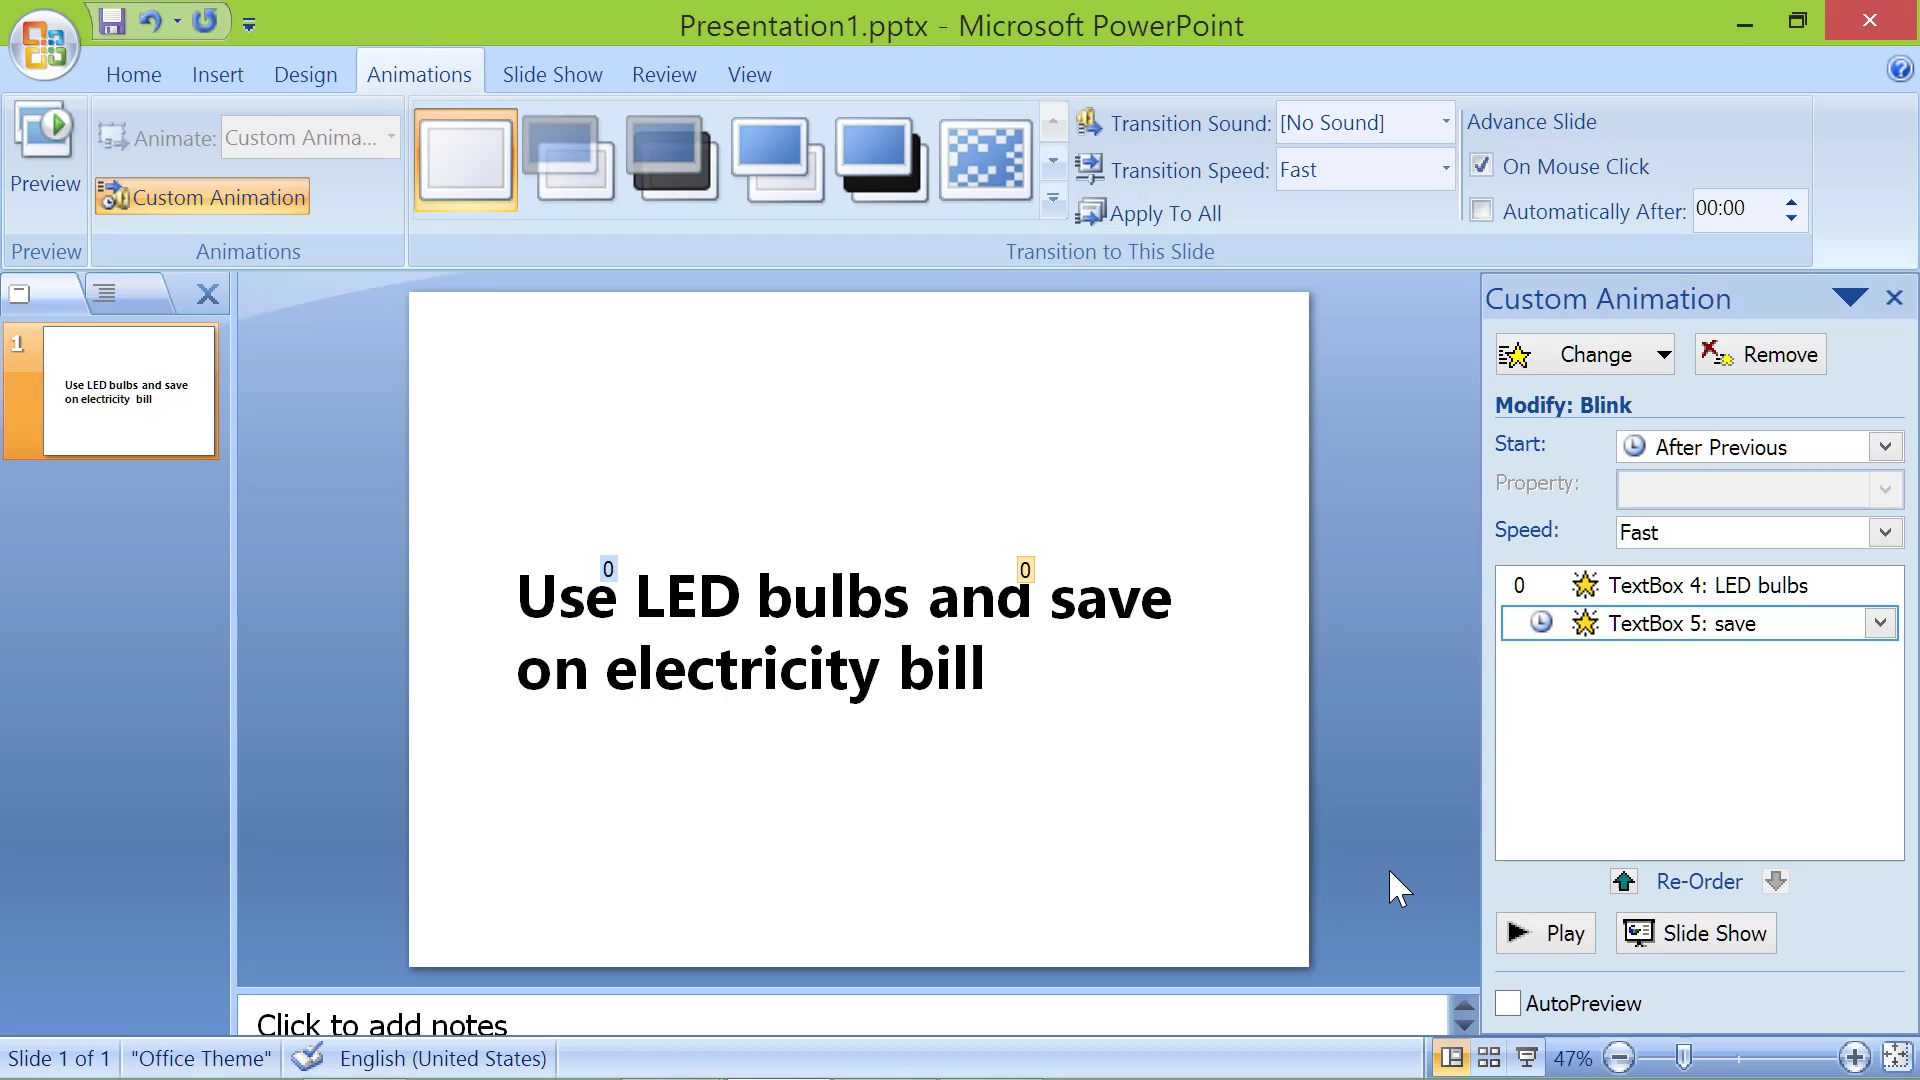 Presentation1.pptx - Microsoft PowerPoint
Home Insert Design Animations Slide Show Review View
Preview
Animate: Custom Anima...
Custom Animation
Transition Sound: [No Sound]
Transition Speed: Fast
Apply To All
Advance Slide
On Mouse Click
Automatically After: 00:00
Preview Animations Transition to This Slide
1
Use LED bulbs and save
on electricity bill
0 0
Use LED bulbs and save
on electricity bill
Custom Animation
Change Remove
Modify: Blink
Start: After Previous
Property:
Speed: Fast
0 TextBox 4: LED bulbs
TextBox 5: save
Re-Order
Play Slide Show
AutoPreview
Click to add notes
Slide 1 of 1 "Office Theme" English (United States) 47%